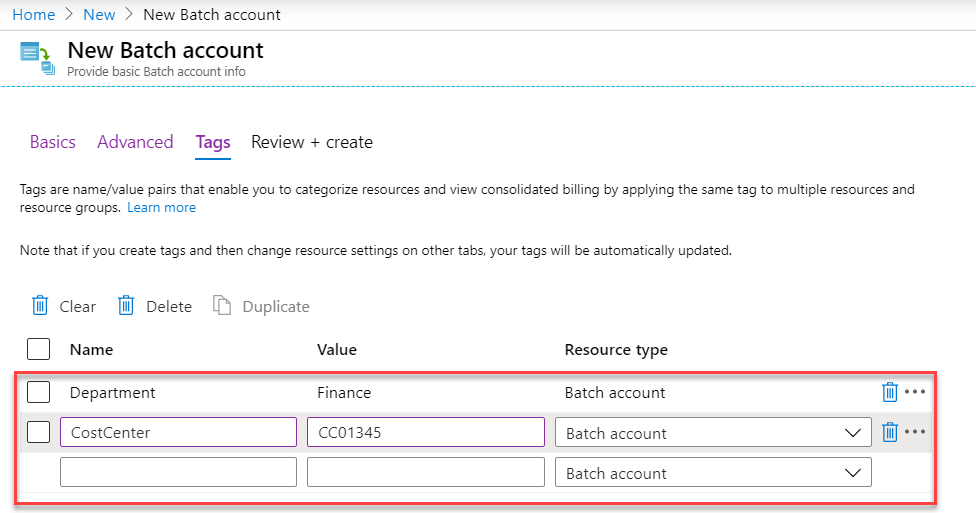 Home > New > New Batch account
New Batch account
Provide basic Batch account info
Basics Advanced Tags Review + create
Tags are name/value pairs that enable you to categorize resources and view consolidated billing by applying the same tag to multiple resources and
resource groups. Learn more
Note that if you create tags and then change resource settings on other tabs, your tags will be automatically updated.
Clear Delete Duplicate
Name Value Resource type
Department Finance Batch account
CostCenter CC01345 Batch account
Batch account